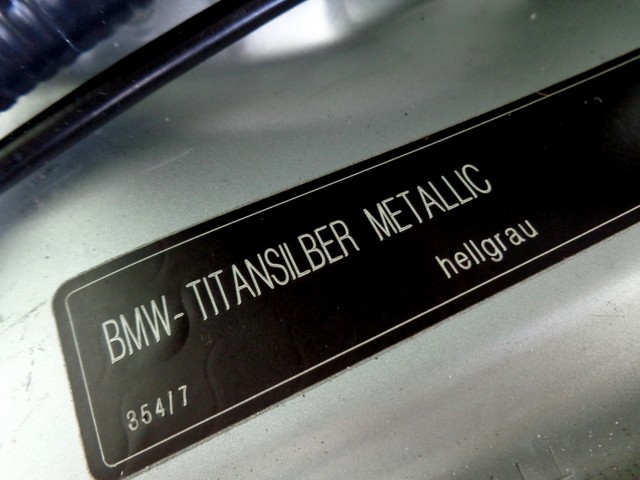 BMW-TITANSILBER METALLIC
hellgrau
354/7